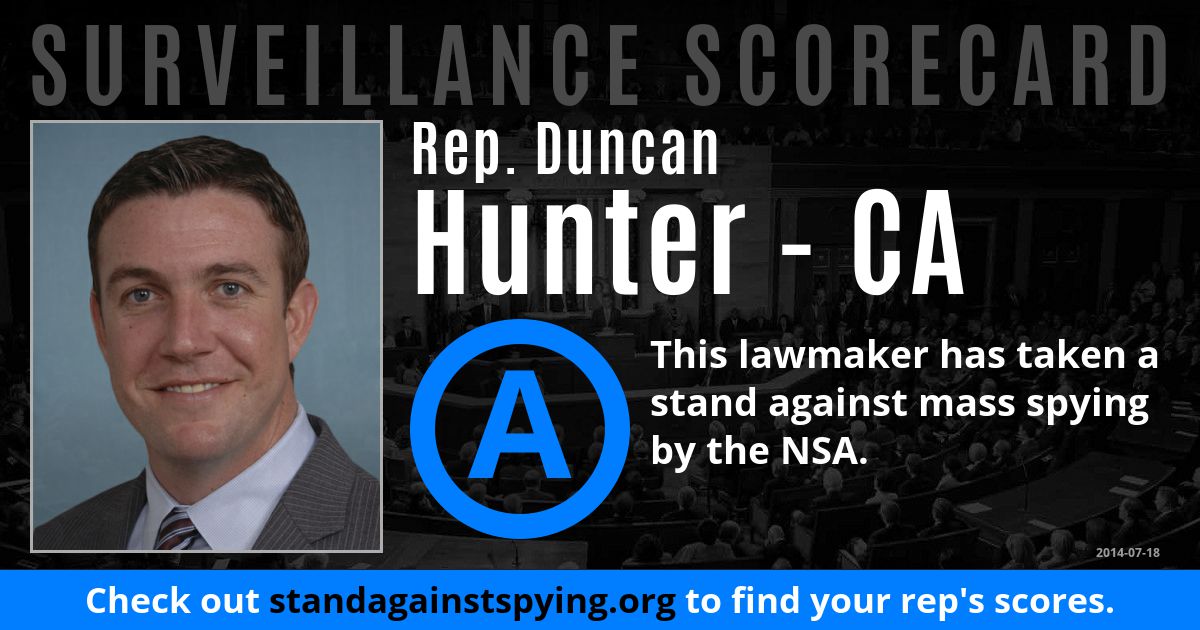 SURVEILLANCE SCORECARD
Rep. Duncan
Hunter - CA
A
This lawmaker has taken a
stand against mass spying
by the NSA.
2014-07-18
Check out standagainstspying.org to find your rep's scores.